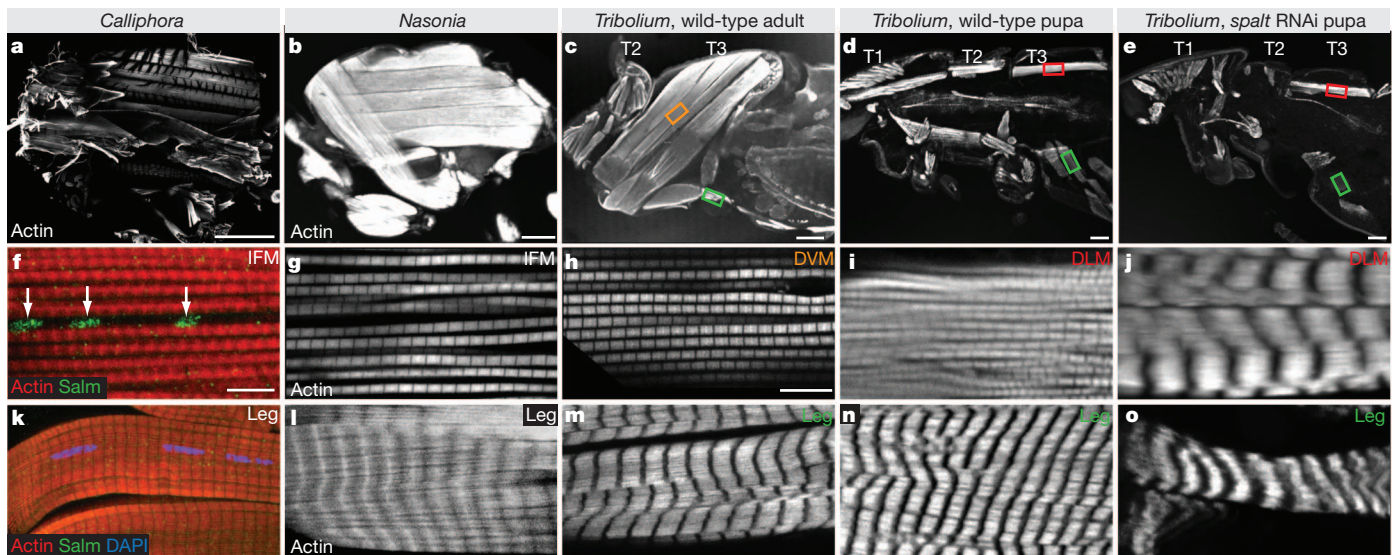 Calliphora
Nasonia
Tribolium, wild-type adult
Tribolium, wild-type pupa
Tribolium, spalt RNAi pupa
a
b
Actin
c
T2
T3
d
T1
T2
T3
e
T1
T2
T3
Actin
f
IFM
Actin Salm
g
IFM
Actin
h
DVM
i
DLM
j
DLM
k
Leg
Actin Salm DAPI
l
Leg
Actin
m
Leg
n
Leg
o
Leg